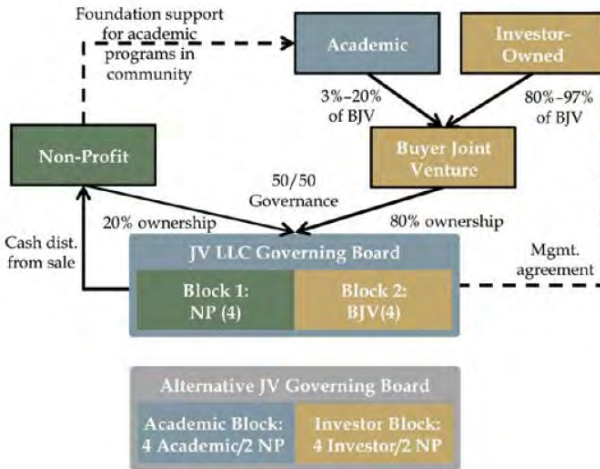 Foundation support
for academic
programs in
community
Academic
Investor-
Owned
3%–20%
of BJV
80%–97%
of BJV
Non-Profit
Buyer Joint
Venture
50/50
Governance
20% ownership
80% ownership
Cash dist.
from sale
JV LLC Governing Board
Mgmt.
agreement
Block 1:
NP (4)
Block 2:
BJV(4)
Alternative JV Governing Board
Academic Block:
4 Academic/2 NP
Investor Block:
4 Investor/2 NP